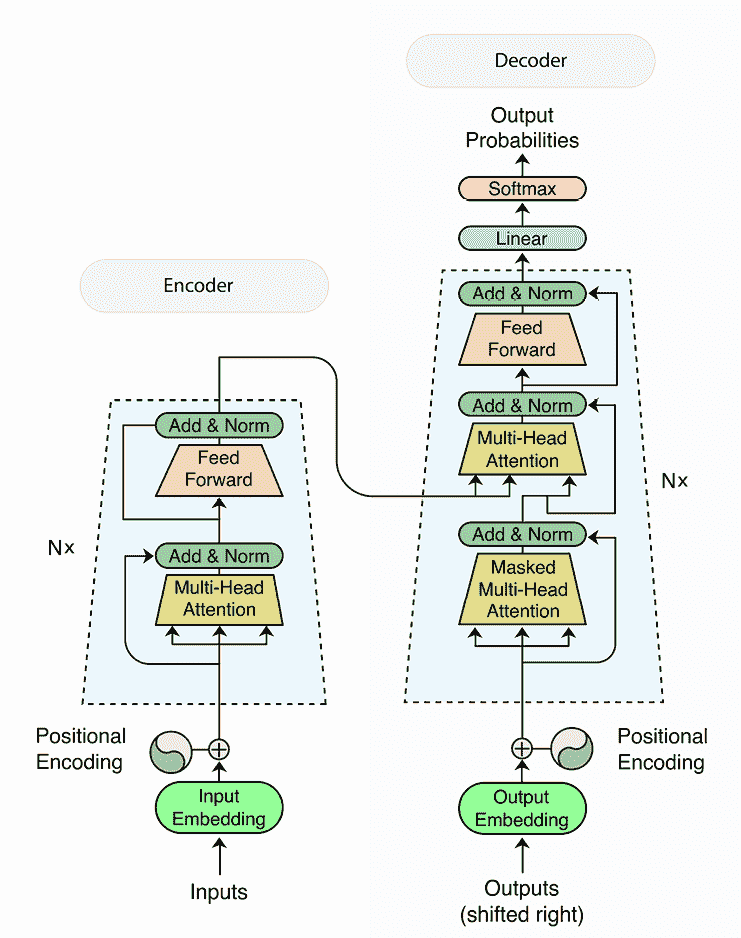 Decoder
Output
Probabilities
Softmax
Linear
Add & Norm
Feed
Forward
Add & Norm
Multi-Head
Attention
Nx
Add & Norm
Masked
Multi-Head
Attention
Positional
Encoding
Output
Embedding
Outputs
(shifted right)
Encoder
Add & Norm
Feed
Forward
Nx
Add & Norm
Multi-Head
Attention
Positional
Encoding
Input
Embedding
Inputs